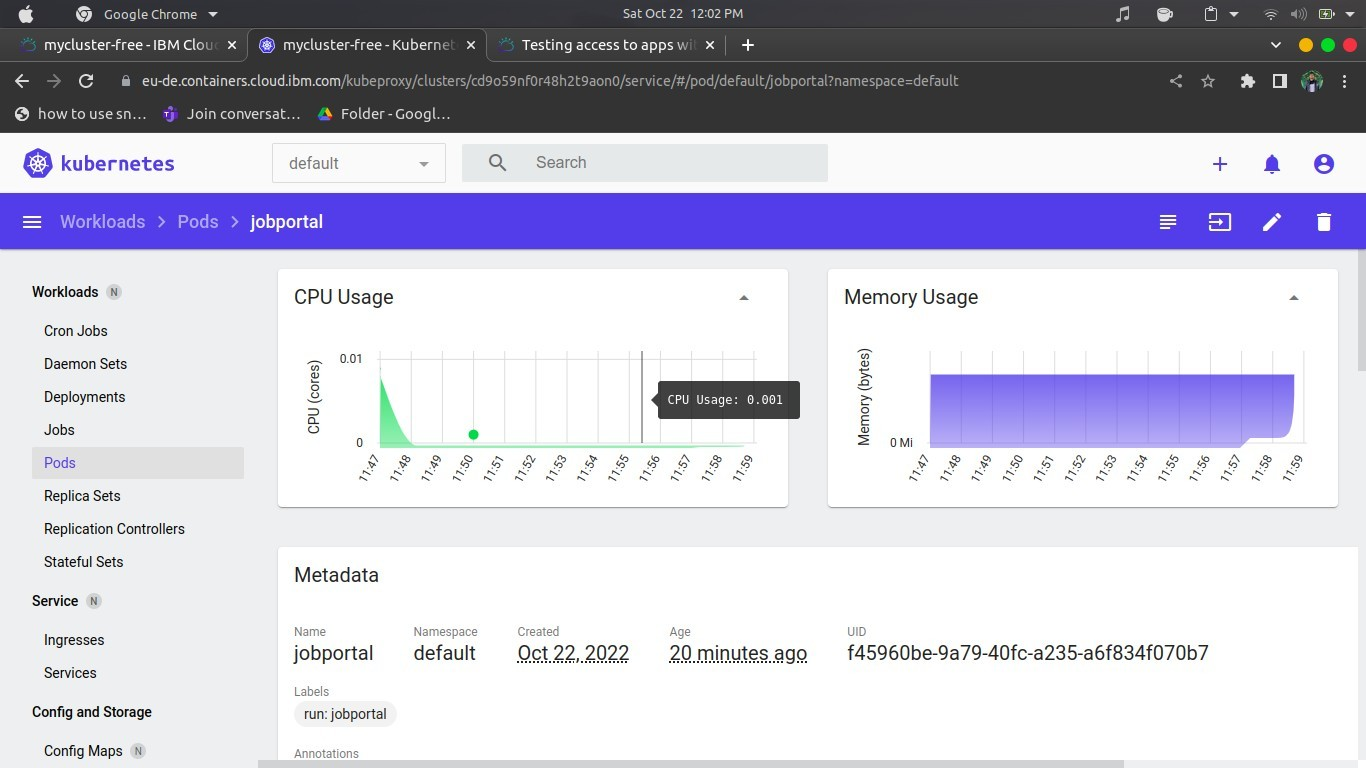 Google Chrome
Sat Oct 22 12:02 PM
mycluster-free - IBM Clou
mycluster-free - Kubernet
Testing access to apps wi
eu-de.containers.cloud.ibm.com/kubeproxy/clusters/cd9o59nf0r48h2t9aon0/service/#/pod/default/jobportal?namespace=default
how to use sn...
Join conversat...
Folder - Googl...
kubernetes
default
Search
Workloads > Pods > jobportal
Workloads N
Cron Jobs
Daemon Sets
Deployments
Jobs
Pods
Replica Sets
Replication Controllers
Stateful Sets
Service N
Ingresses
Services
Config and Storage
Config Maps N
CPU Usage
CPU (cores)
0.01
0
CPU Usage: 0.001
11:47 11:48 11:49 11:50 11:51 11:52 11:53 11:54 11:55 11:56 11:57 11:58 11:59
Memory Usage
Memory (bytes)
0 Mi
11:47 11:48 11:49 11:50 11:51 11:52 11:53 11:54 11:55 11:56 11:57 11:58 11:59
Metadata
Name
jobportal
Namespace
default
Created
Oct 22, 2022
Age
20 minutes ago
UID
f45960be-9a79-40fc-a235-a6f834f070b7
Labels
run: jobportal
Annotations